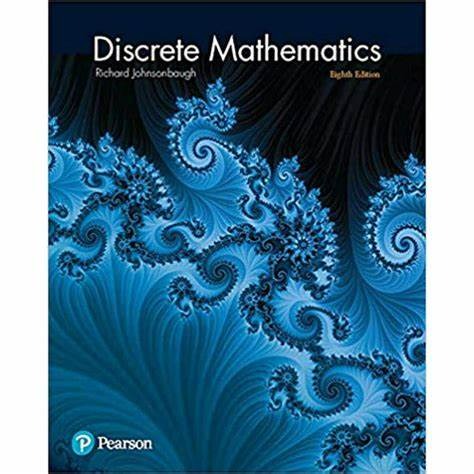 Discrete Mathematics
Richard Johnsonbaugh
Eighth Edition
Pearson